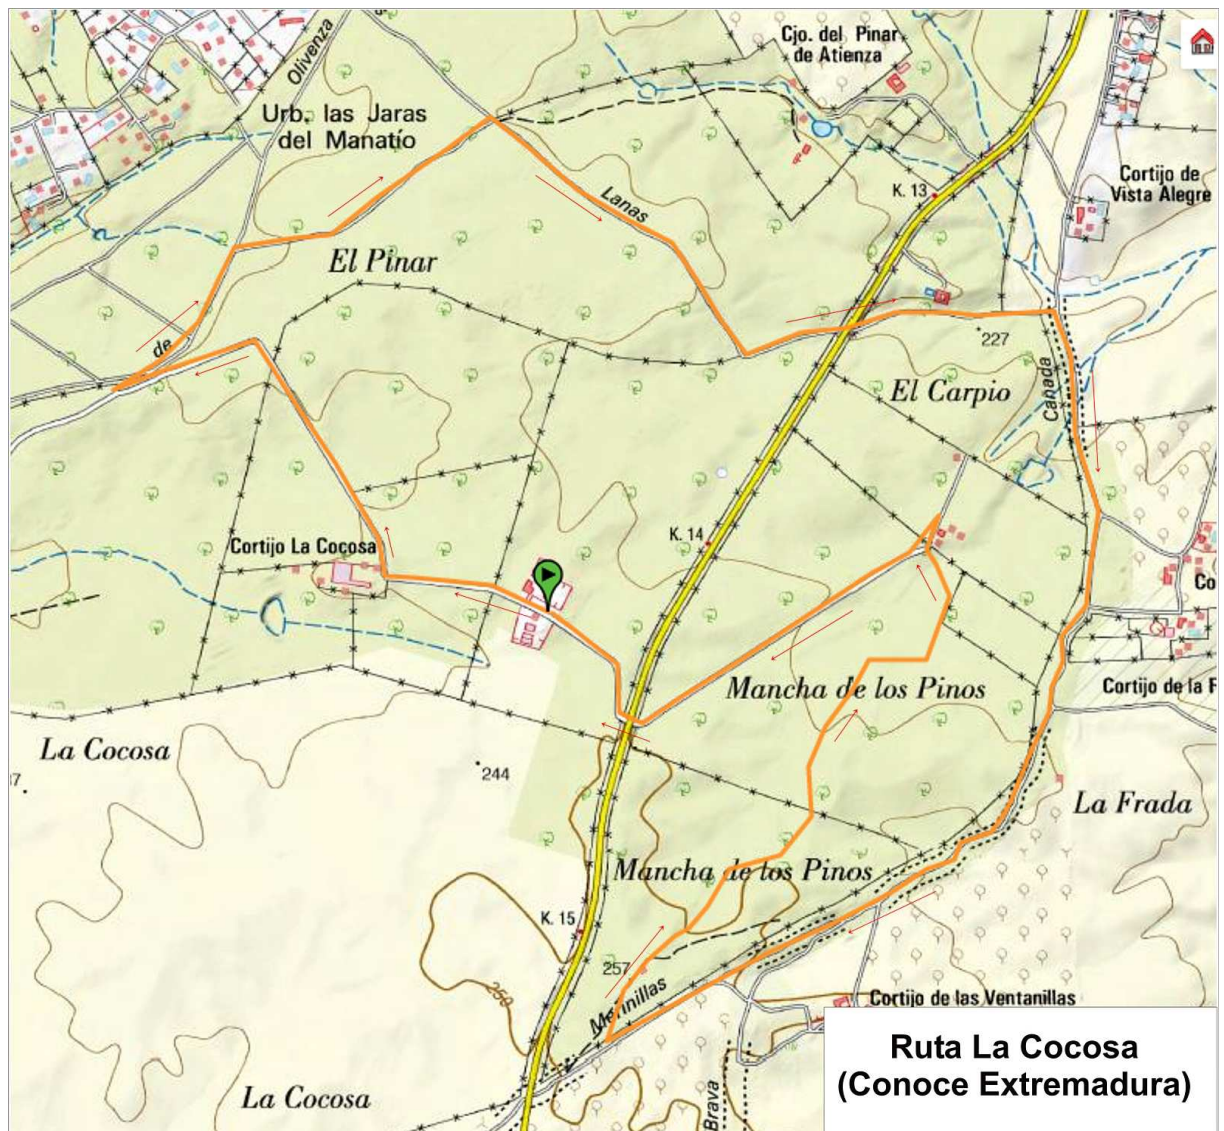 Olivenza
Cjo. del Pinar
de Atienza
Urb. las Jaras
del Manatío
Cortijo de
Vista Alegre
K. 13
Lanas
El Pinar
de
227
Cañada
El Carpio
K. 14
Cortijo La Cocosa
Co
Mancha de los Pinos
Cortijo de la F
La Cocosa
244
37
La Frada
Mancha de los Pinos
K. 15
257
250
Merinillas
Cortijo de las Ventanillas
Brava
La Cocosa
Ruta La Cocosa
(Conoce Extremadura)